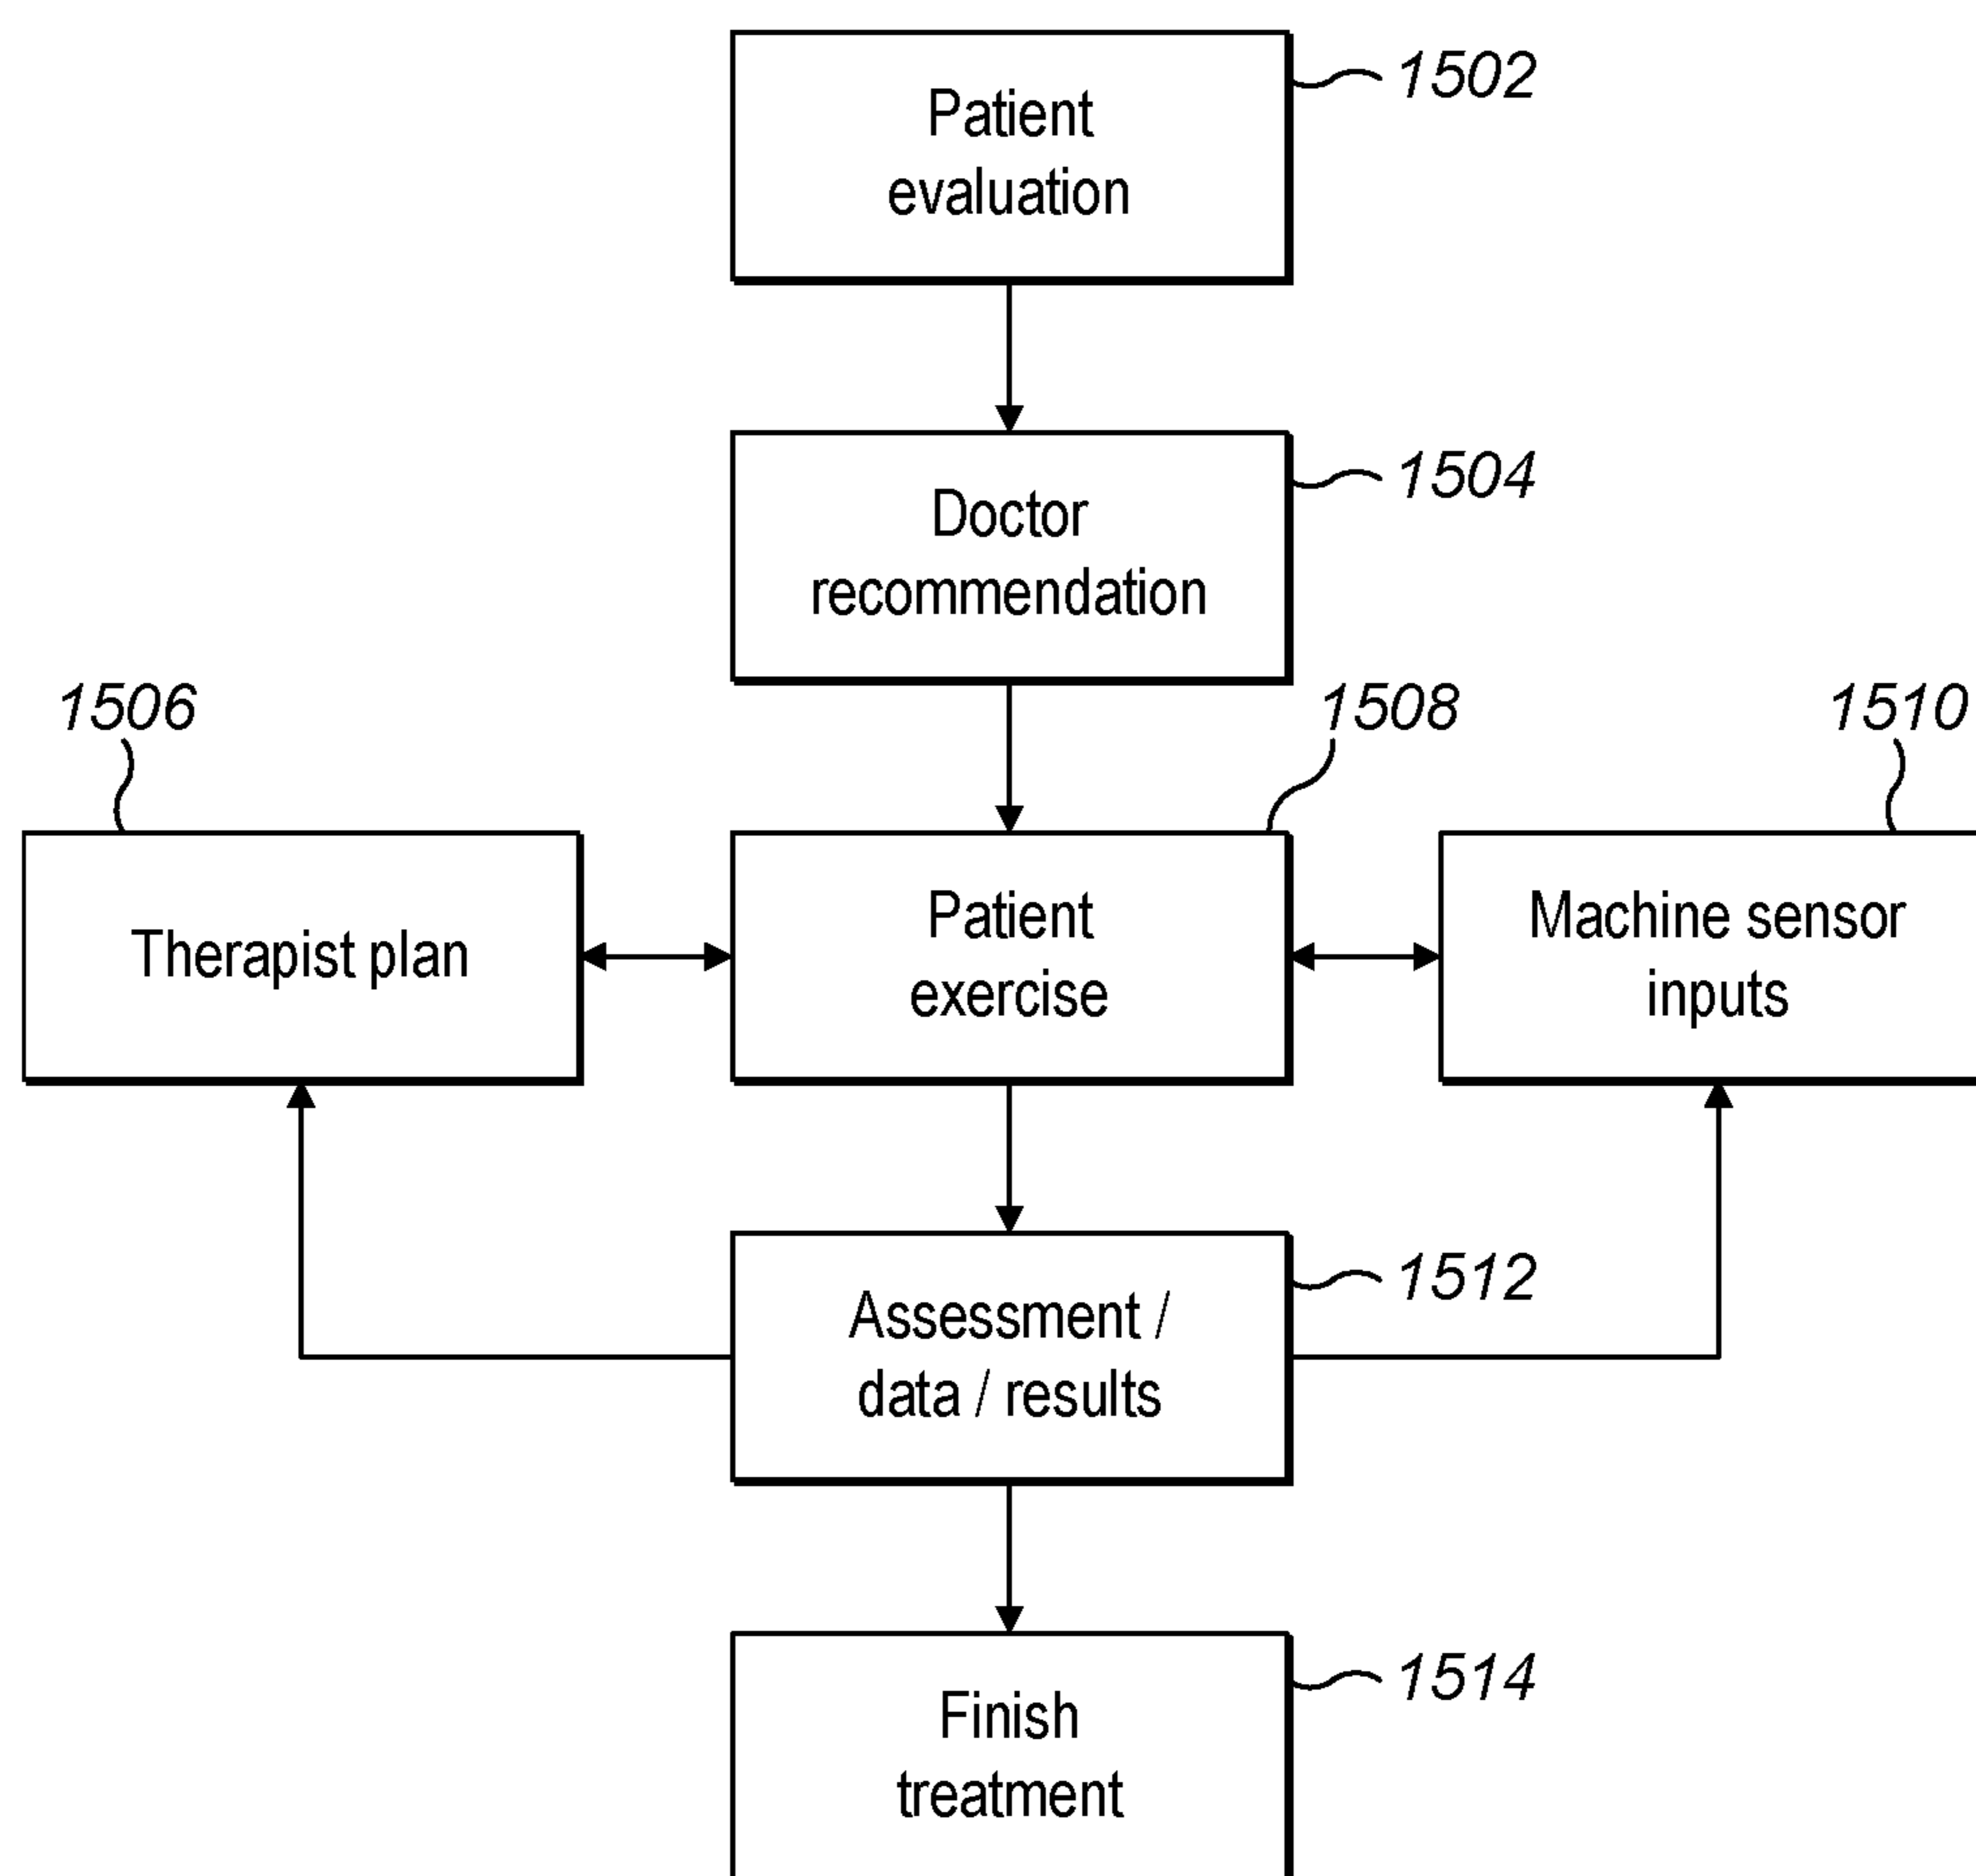 Patient
evaluation
1502
Doctor
recommendation
1504
1506
1508
1510
Therapist plan
Patient
exercise
Machine sensor
inputs
Assessment /
data / results
1512
Finish
treatment
1514